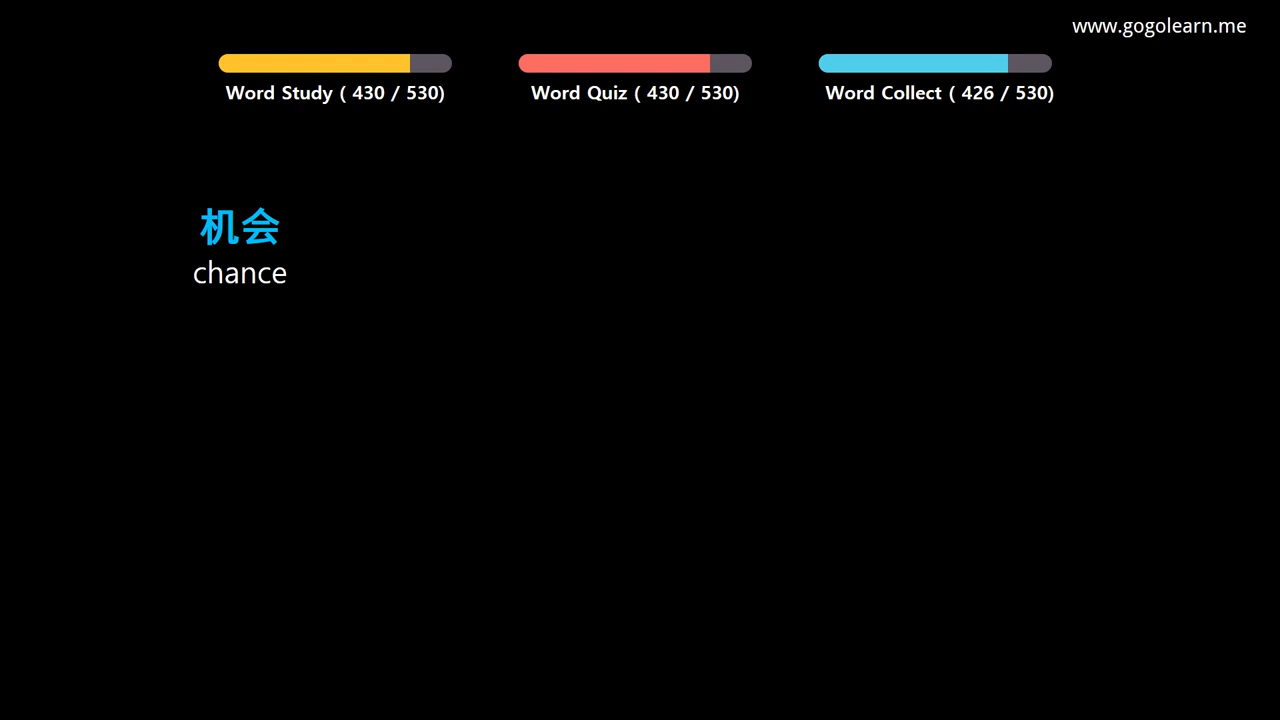 www.gogolearn.me
Word Study ( 430 / 530)
Word Quiz ( 430 / 530)
Word Collect ( 426 / 530)
机会
chance